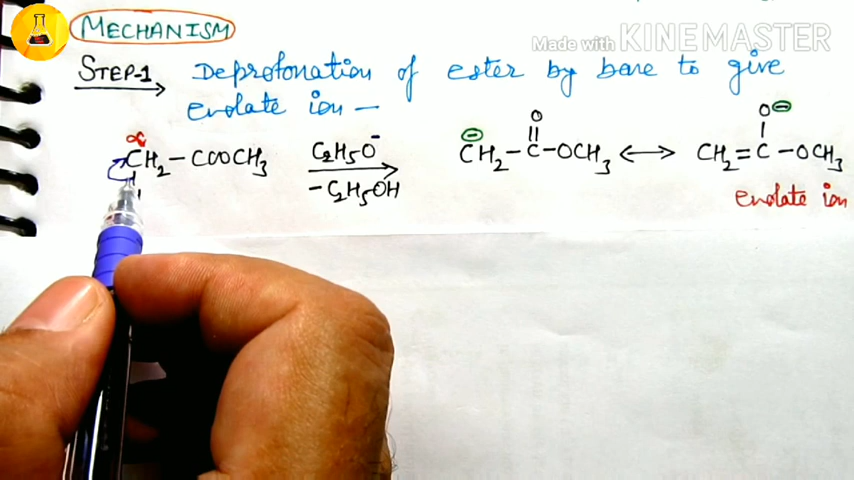 MECHANISM
Made with KINEMASTER
STEP-1 Deprotonation of ester by base to give
enolate ion —
α
CH₂ — COOCH₃
C₂H₅O⁻
– C₂H₅OH
⊖ O
CH₂ – C – OCH₃ ⟷
O ⊖
CH₂ = C – OCH₃
enolate ion